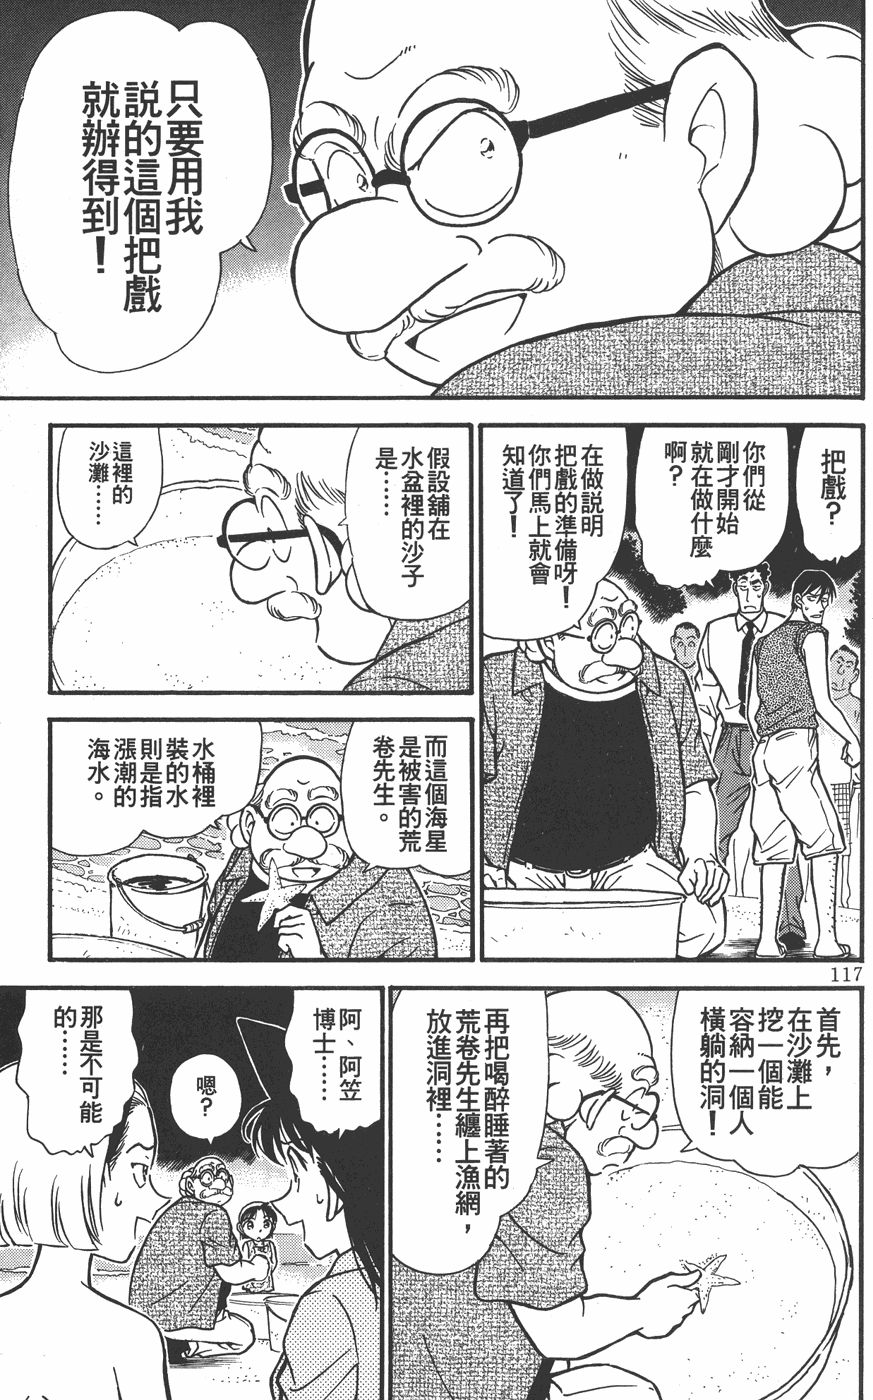 只要用我
說的這個把戲
就辦得到！
把戲？
你們從
剛才開始
就在做什麼
啊？
在做說明
把戲的準備呀！
你們馬上就會
知道了！
假設舖在
水盆裡的沙子
是……
這裡的
沙灘……
而這個海星
是被害的荒
卷先生。
水桶裡
裝的水
則是指
漲潮的
海水。
117
首先，
在沙灘上
挖一個能
容納一個人
橫躺的洞！
再把喝醉睡著的
荒卷先生纏上漁網，
放進洞裡……
阿、阿笠
博士……
嗯？
那是不可能
的……